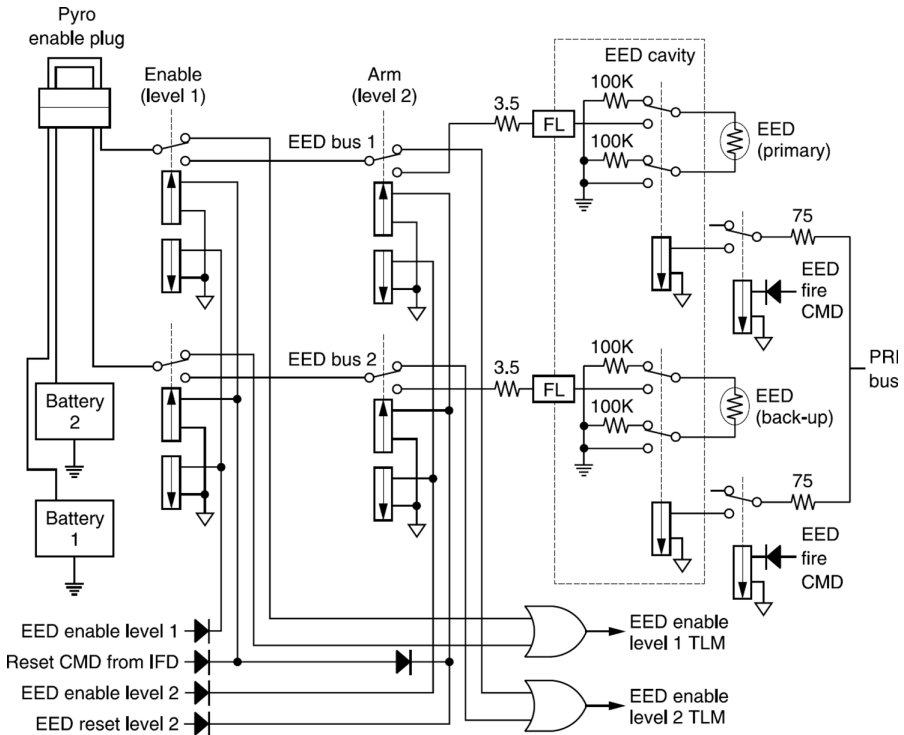 Pyro
enable plug
Enable
(level 1)
Arm
(level 2)
EED cavity
100K
3.5
FL
100K
EED
(primary)
EED bus 1
75
EED
fire
CMD
EED bus 2
3.5
FL
100K
100K
EED
(back-up)
PRI
bus
Battery
2
Battery
1
75
EED
fire
CMD
EED enable level 1
Reset CMD from IFD
EED enable level 2
EED reset level 2
EED enable
level 1 TLM
EED enable
level 2 TLM